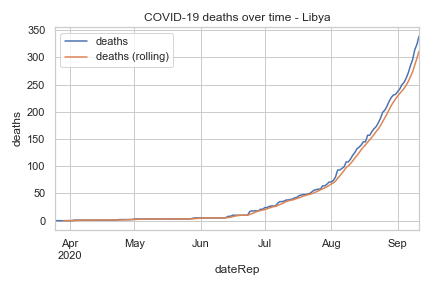 COVID-19 deaths over time - Libya
deaths
deaths (rolling)
350
300
250
200
150
100
50
0
deaths
Apr
2020
May
Jun
Jul
Aug
Sep
dateRep